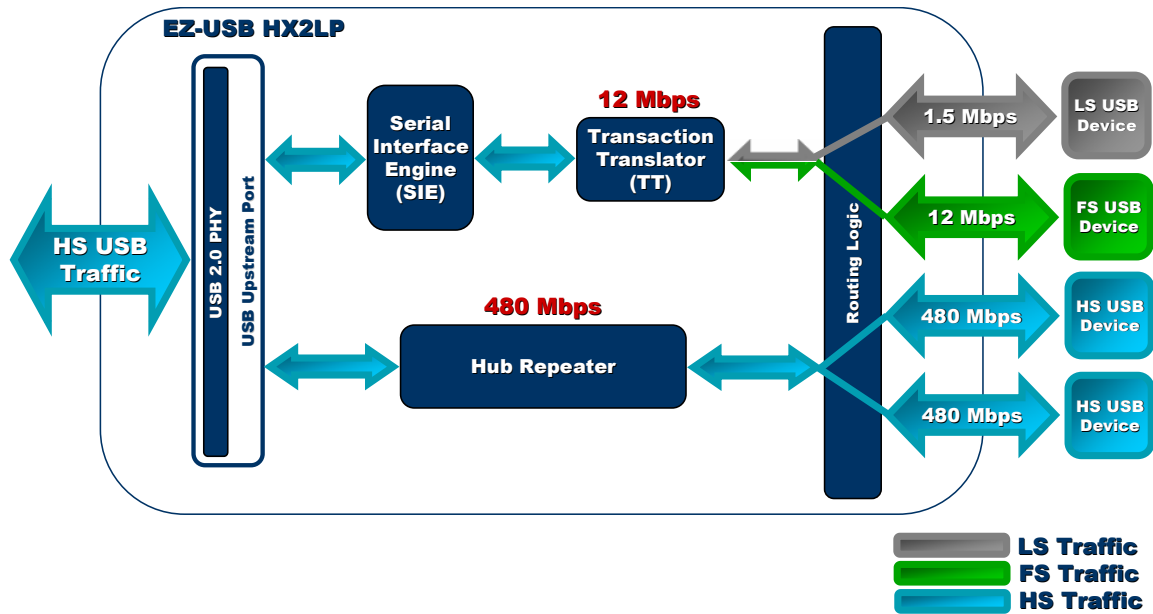 EZ-USB HX2LP
HS USB
Traffic
USB 2.0 PHY
USB Upstream Port
Serial
Interface
Engine
(SIE)
12 Mbps
Transaction
Translator
(TT)
480 Mbps
Hub Repeater
Routing Logic
1.5 Mbps
LS USB
Device
12 Mbps
FS USB
Device
480 Mbps
HS USB
Device
480 Mbps
HS USB
Device
LS Traffic
FS Traffic
HS Traffic